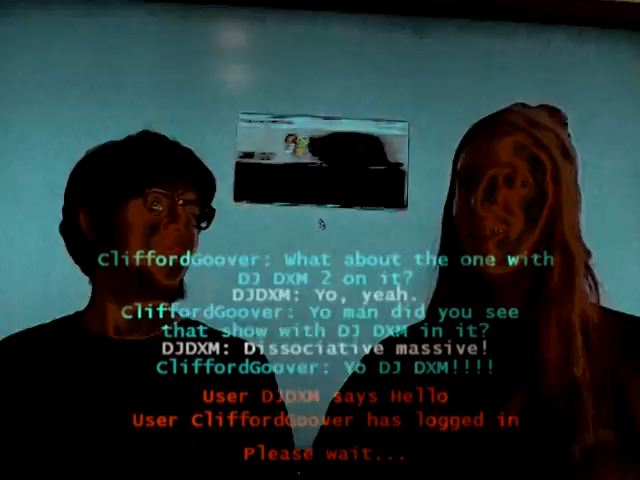 CliffordGoover: What about the one with
DJ DXM 2 on it?
DJDXM: Yo, yeah.
CliffordGoover: Yo man did you see
that show with DJ DXM in it?
DJDXM: Dissociative massive!
CliffordGoover: Yo DJ DXM!!!!
User DJDXM says Hello
User CliffordGoover has logged in
Please wait...